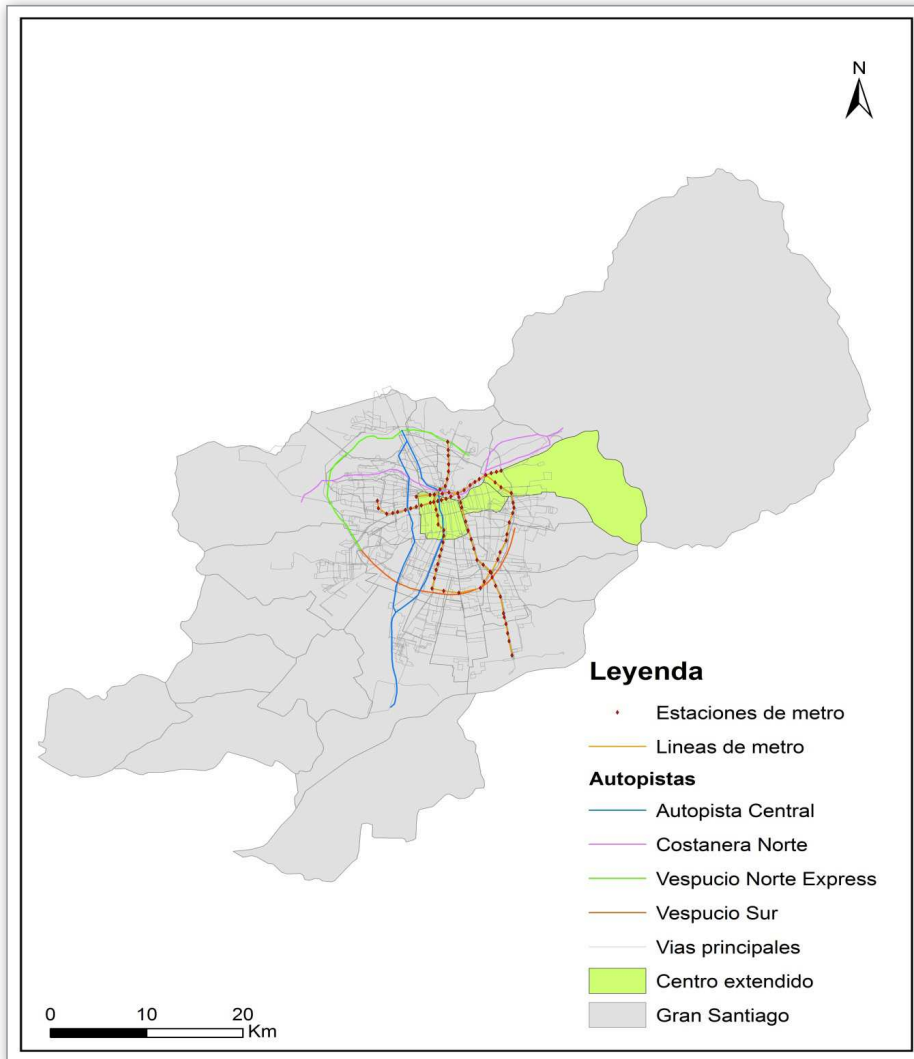 N
Leyenda
Estaciones de metro
Lineas de metro
Autopistas
Autopista Central
Costanera Norte
Vespucio Norte Express
Vespucio Sur
Vias principales
Centro extendido
Gran Santiago
0 10 20
Km